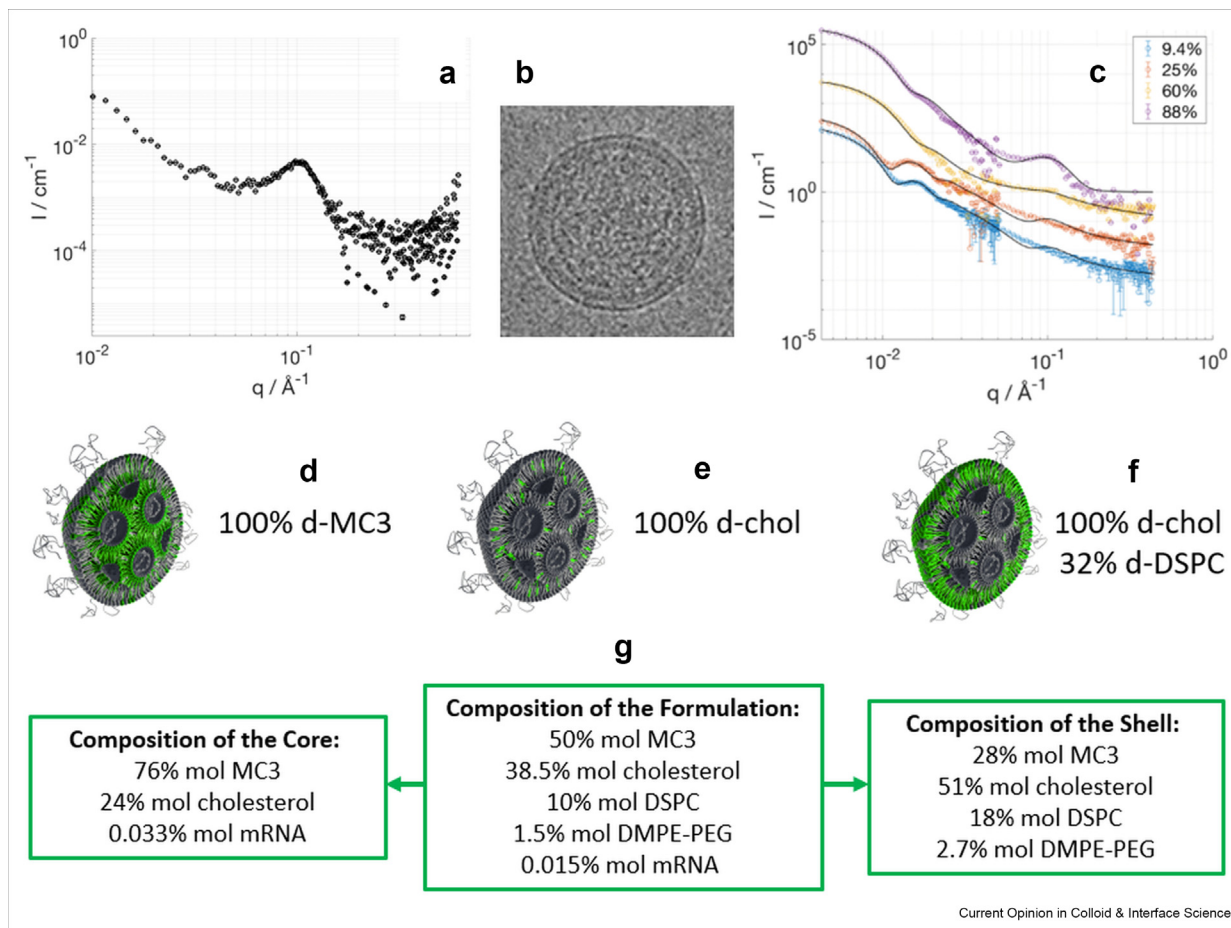 a
10⁰
10⁻²
10⁻⁴
I / cm⁻¹
10⁻²
10⁻¹
q / Å⁻¹
b
c
10⁵
10⁰
10⁻⁵
I / cm⁻¹
9.4%
25%
60%
88%
10⁻²
10⁻¹
10⁰
q / Å⁻¹
d
100% d-MC3
e
100% d-chol
f
100% d-chol
32% d-DSPC
g
Composition of the Core:
76% mol MC3
24% mol cholesterol
0.033% mol mRNA
Composition of the Formulation:
50% mol MC3
38.5% mol cholesterol
10% mol DSPC
1.5% mol DMPE-PEG
0.015% mol mRNA
Composition of the Shell:
28% mol MC3
51% mol cholesterol
18% mol DSPC
2.7% mol DMPE-PEG
Current Opinion in Colloid & Interface Science